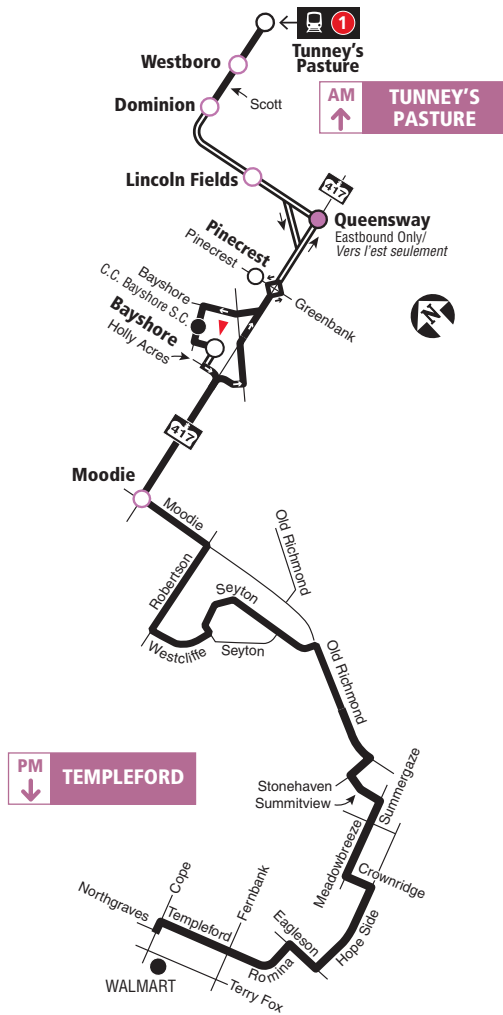 1
Tunney's
Pasture
Westboro
Scott
Dominion
AM
TUNNEY'S
PASTURE
Lincoln Fields
417
Queensway
Eastbound Only/
Vers l'est seulement
Pinecrest
Pinecrest
Greenbank
Bayshore
C.C. Bayshore S.C.
Bayshore
Holly Acres
N
417
Moodie
Moodie
Old Richmond
Robertson
Seyton
Westcliffe
Seyton
Old Richmond
PM
TEMPLEFORD
Stonehaven
Summitview
Summergaze
Meadowbreeze
Crownridge
Hope Side
Eagleson
Romina
Fernbank
Cope
Northgraves
Templeford
WALMART
Terry Fox